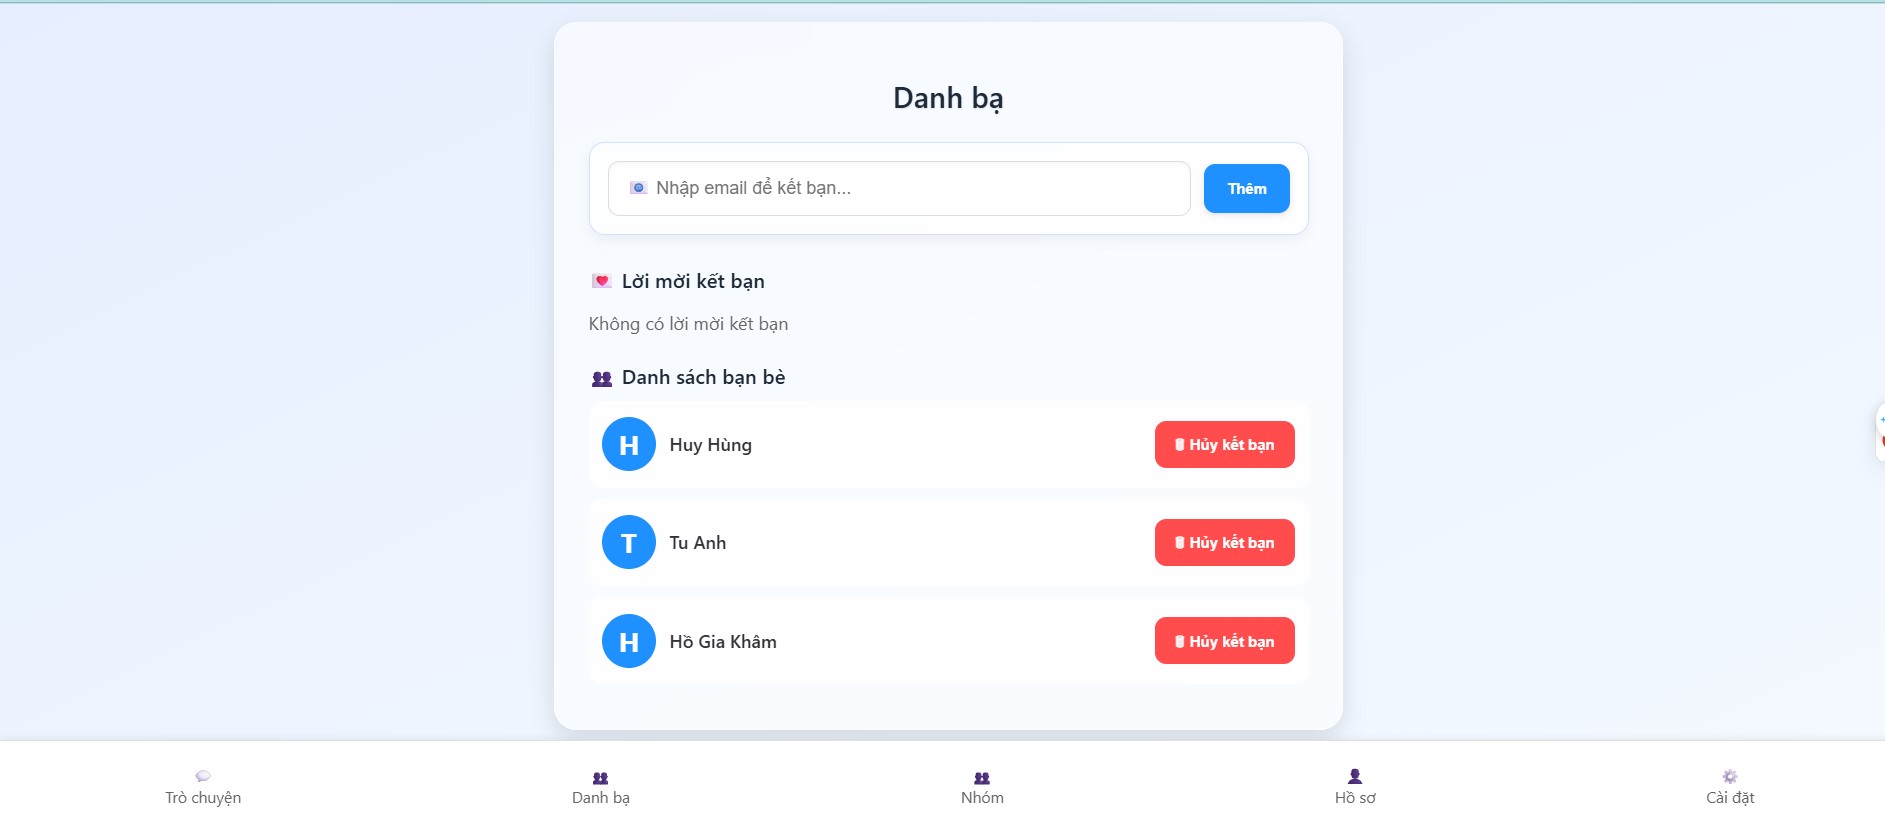 Danh bạ
Nhập email để kết bạn...
Thêm
Lời mời kết bạn
Không có lời mời kết bạn
Danh sách bạn bè
H
Huy Hùng
Hủy kết bạn
T
Tu Anh
Hủy kết bạn
H
Hồ Gia Khâm
Hủy kết bạn
Trò chuyện
Danh bạ
Nhóm
Hồ sơ
Cài đặt